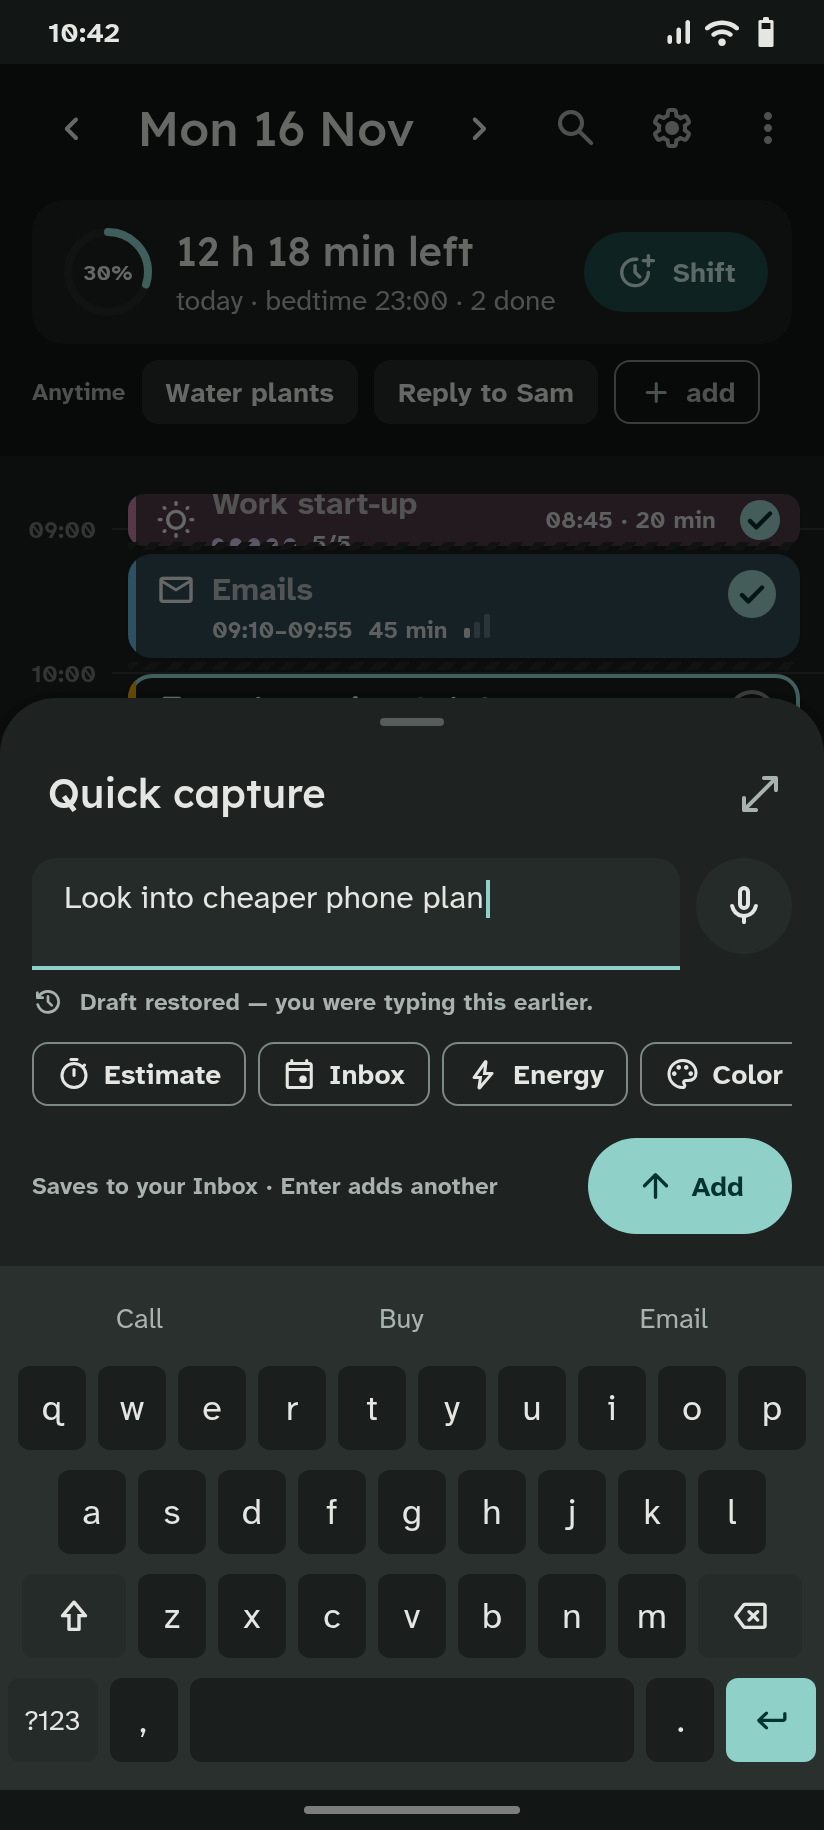 10:42
Mon 16 Nov
30%
12 h 18 min left
today · bedtime 23:00 · 2 done
Shift
Anytime
Water plants
Reply to Sam
add
09:00
Work start-up
5/5
08:45 · 20 min
Emails
09:10–09:55 45 min
10:00
Quick capture
Look into cheaper phone plan
Draft restored — you were typing this earlier.
Estimate
Inbox
Energy
Color
Saves to your Inbox · Enter adds another
Add
Call
Buy
Email
q w e r t y u i o p
a s d f g h j k l
z x c v b n m
?123 , .